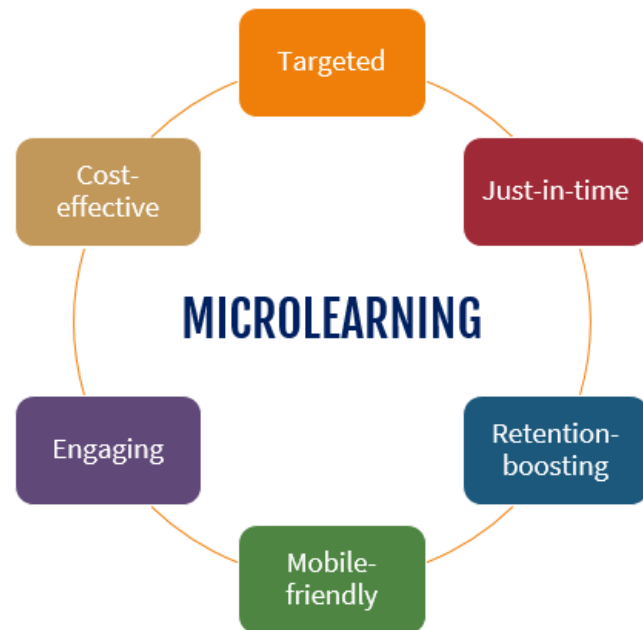 Targeted
Just-in-time
Retention-
boosting
Mobile-
friendly
Engaging
Cost-
effective
MICROLEARNING